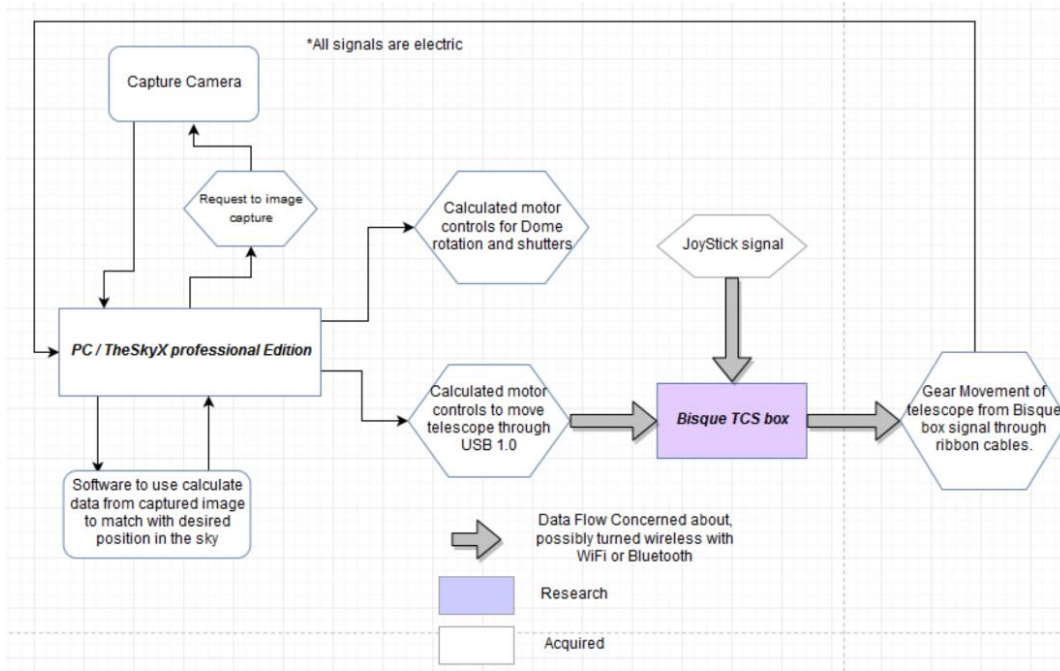 *All signals are electric
Capture Camera
Request to image
capture
Calculated motor
controls for Dome
rotation and shutters
JoyStick signal
PC / TheSkyX professional Edition
Calculated motor
controls to move
telescope through
USB 1.0
Bisque TCS box
Gear Movement of
telescope from Bisque
box signal through
ribbon cables.
Software to use calculate
data from captured image
to match with desired
position in the sky
Data Flow Concerned about,
possibly turned wireless with
WiFi or Bluetooth
Research
Acquired